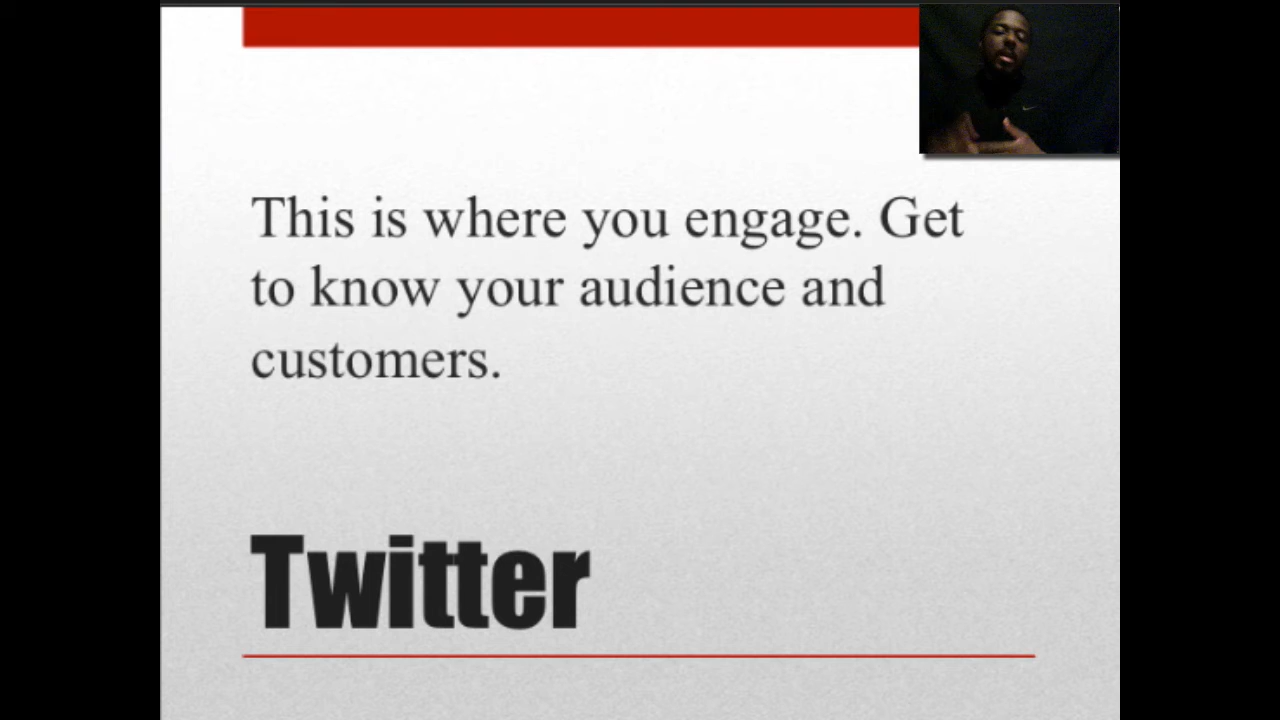 This is where you engage. Get
to know your audience and
customers.
Twitter